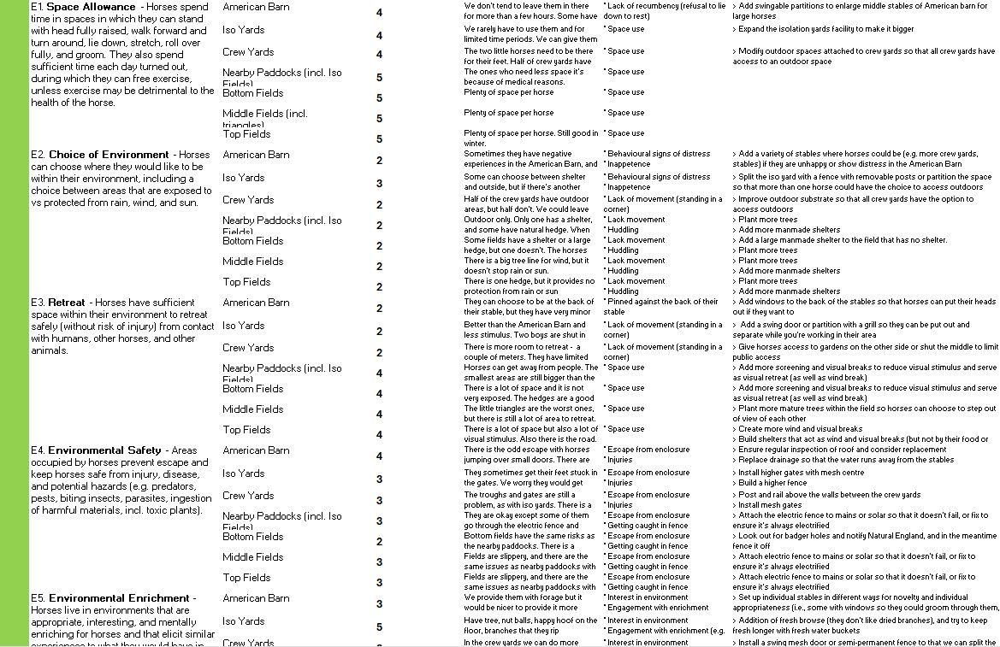 E1. Space Allowance - Horses spend
time in spaces in which they can stand
with head fully raised, walk forward and
turn around, lie down, stretch, roll over
fully, and groom. They also spend
sufficient time each day turned out,
during which they can free exercise,
unless exercise may be detrimental to the
health of the horse.
American Barn
4
We don't tend to leave them in there
for more than a few hours. Some have
* Lack of recumbency (refusal to lie
down to rest)
> Add swingable partitions to enlarge middle stables of American barn for
large horses
Iso Yards
4
We rarely have to use them and for
limited time periods. We can give them
* Space use
> Expand the isolation yards facility to make it bigger
Crew Yards
4
The two little horses need to be there
for their feet. Half of crew yards have
* Space use
> Modify outdoor spaces attached to crew yards so that all crew yards have
access to an outdoor space
Nearby Paddocks (incl. Iso
Fields)
5
The ones who need less space it's
because of medical reasons.
* Space use
Bottom Fields
5
Plenty of space per horse
* Space use
Middle Fields (incl.
triangles)
5
Plenty of space per horse
* Space use
Top Fields
5
Plenty of space per horse. Still good in
winter.
* Space use
E2. Choice of Environment - Horses
can choose where they would like to be
within their environment, including a
choice between areas that are exposed to
vs protected from rain, wind, and sun.
American Barn
2
Sometimes they have negative
experiences in the American Barn, and
* Behavioural signs of distress
* Inappetence
> Add a variety of stables where horses could be (e.g. more crew yards,
stables) if they are unhappy or show distress in the American Barn
Iso Yards
3
Some can choose between shelter
and outside, but if there's another
* Behavioural signs of distress
* Inappetence
> Split the iso yard with a fence with removable posts or partition the space
so that more than one horse could have the choice to access outdoors
Crew Yards
2
Half of the crew yards have outdoor
areas, but half don't. We could leave
* Lack of movement (standing in a
corner)
> Improve outdoor substrate so that all crew yards have the option to
access outdoors
Nearby Paddocks (incl. Iso
Fields)
2
Outdoor only. Only one has a shelter,
and some have natural hedge. When
* Lack movement
* Huddling
> Plant more trees
> Add more manmade shelters
Bottom Fields
2
Some fields have a shelter or a large
hedge, but one doesn't. The horses
* Lack movement
* Huddling
> Add a large manmade shelter to the field that has no shelter.
> Plant more trees
Middle Fields
2
There is a big tree line for wind, but it
doesn't stop rain or sun.
* Lack movement
* Huddling
> Plant more trees
> Add more manmade shelters
Top Fields
2
There is one hedge, but it provides no
protection from rain or sun
* Lack movement
* Huddling
> Plant more trees
> Add more manmade shelters
E3. Retreat - Horses have sufficient
space within their environment to retreat
safely (without risk of injury) from contact
with humans, other horses, and other
animals.
American Barn
2
They can choose to be at the back of
their stable, but they have very minor
* Pinned against the back of their
stable
> Add windows to the back of the stables so that horses can put their heads
out if they want to
Iso Yards
2
Better than the American Barn and
less stimulus. Two boys are shut in
* Lack of movement (standing in a
corner)
> Add a swing door or partition with a grill so they can be put out and
separate while you're working in their area
Crew Yards
2
There is more room to retreat - a
couple of meters. They have limited
* Lack of movement (standing in a
corner)
> Give horses access to gardens on the other side or shut the middle to limit
public access
Nearby Paddocks (incl. Iso
Fields)
4
Horses can get away from people. The
smallest areas are still bigger than the
* Space use
> Add more screening and visual breaks to reduce visual stimulus and serve
as visual retreat (as well as wind break)
Bottom Fields
4
There is a lot of space and it is not
very exposed. The hedges are a good
* Space use
> Add more screening and visual breaks to reduce visual stimulus and serve
as visual retreat (as well as wind break)
Middle Fields
4
The little triangles are the worst ones,
but there is still a lot of area to retreat.
* Space use
> Plant more mature trees within the field so horses can choose to step out
of view of each other
Top Fields
4
There is a lot of space but also a lot of
visual stimulus. Also there is the road.
* Space use
> Create more wind and visual breaks
> Build shelters that act as wind and visual breaks (but not by their food or
E4. Environmental Safety - Areas
occupied by horses prevent escape and
keep horses safe from injury, disease,
and potential hazards (e.g. predators,
pests, biting insects, parasites, ingestion
of harmful materials, incl. toxic plants).
American Barn
4
There is the odd escape with horses
jumping over small doors. There are
* Escape from enclosure
* Injuries
> Ensure regular inspection of roof and consider replacement
> Replace drainage so that the water runs away from the stables
Iso Yards
3
They sometimes get their feet stuck in
the gates. We worry they would get
* Escape from enclosure
* Injuries
> Install higher gates with mesh centre
> Build a higher fence
Crew Yards
3
The troughs and gates are still a
problem, as with iso yards. There is a
* Escape from enclosure
* Injuries
> Post and rail above the walls between the crew yards
> Install mesh gates
Nearby Paddocks (incl. Iso
Fields)
3
They are okay except some of them
go through the electric fence and
* Escape from enclosure
* Getting caught in fence
> Attach the electric fence to mains or solar so that it doesn't fail, or fix to
ensure it's always electrified
Bottom Fields
2
Bottom fields have the same risks as
the nearby paddocks. There is a
* Escape from enclosure
* Getting caught in fence
> Look out for badger holes and notify Natural England, and in the meantime
fence it off
Middle Fields
3
Fields are slippery, and there are the
same issues as nearby paddocks with
* Escape from enclosure
* Getting caught in fence
> Attach electric fence to mains or solar so that it doesn't fail, or fix to
ensure it's always electrified
Top Fields
3
Fields are slippery, and there are the
same issues as nearby paddocks with
* Escape from enclosure
* Getting caught in fence
> Attach electric fence to mains or solar so that it doesn't fail, or fix to
ensure it's always electrified
E5. Environmental Enrichment -
Horses live in environments that are
appropriate, interesting, and mentally
enriching for horses and that elicit similar
experiences to what they would have in
American Barn
3
We provide them with forage but it
would be nicer to provide it more
* Interest in environment
* Engagement with enrichment
> Set up individual stables in different ways for novelty and individual
appropriateness (i.e., some with windows so they could groom through them,
Iso Yards
5
Have tree, nut balls, happy hoof on the
floor, branches that they rip
* Interest in environment
* Engagement with enrichment (e.g.
> Addition of fresh browse (they don't like dried branches), and try to keep
fresh longer with fresh water buckets
Crew Yards
In the crew yards we can do more
* Interest in environment
> Install a swing mesh door or semi-permanent fence to that we can split the